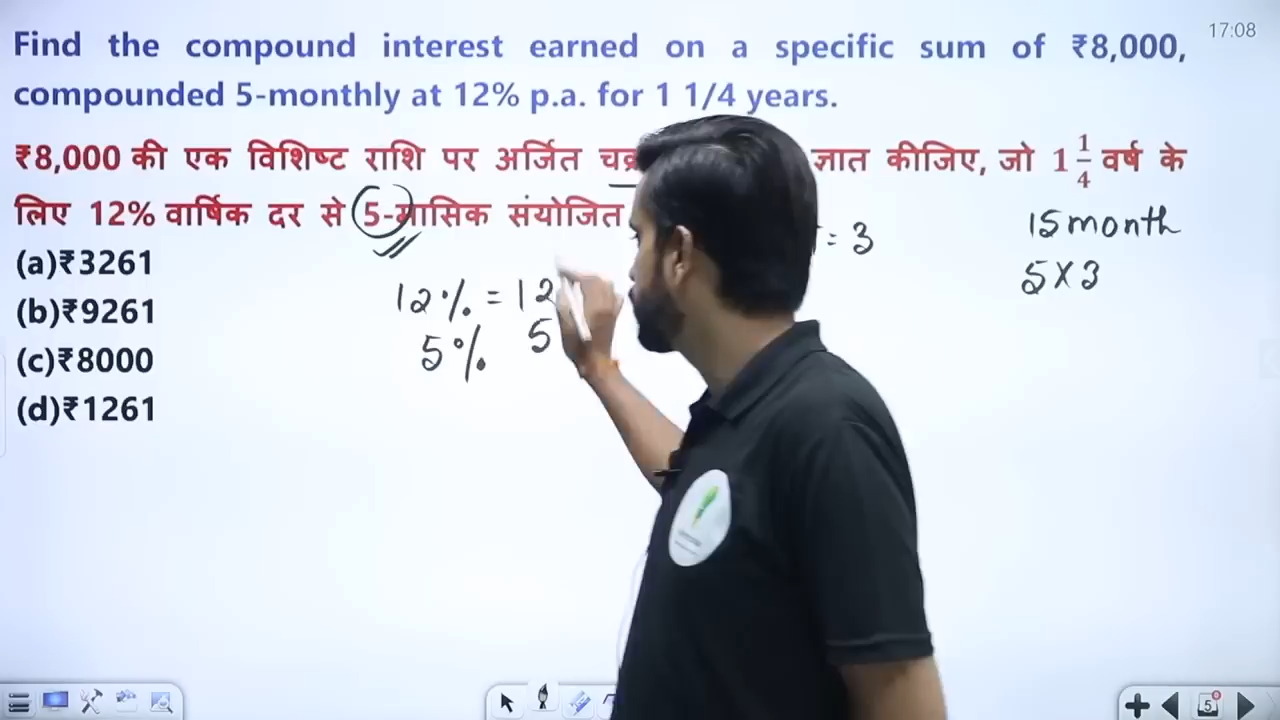 17:08
Find the compound interest earned on a specific sum of ₹8,000,
compounded 5-monthly at 12% p.a. for 1 1/4 years.
₹8,000 की एक विशिष्ट राशि पर अर्जित ज्ञात कीजिए, जो 1 1/4 वर्ष के
लिए 12% वार्षिक दर से 5-मासिक संयोजित
(a)₹3261
(b)₹9261
(c)₹8000
(d)₹1261
12% = 12
5% 5
= 3
15 month
5 X 3
5